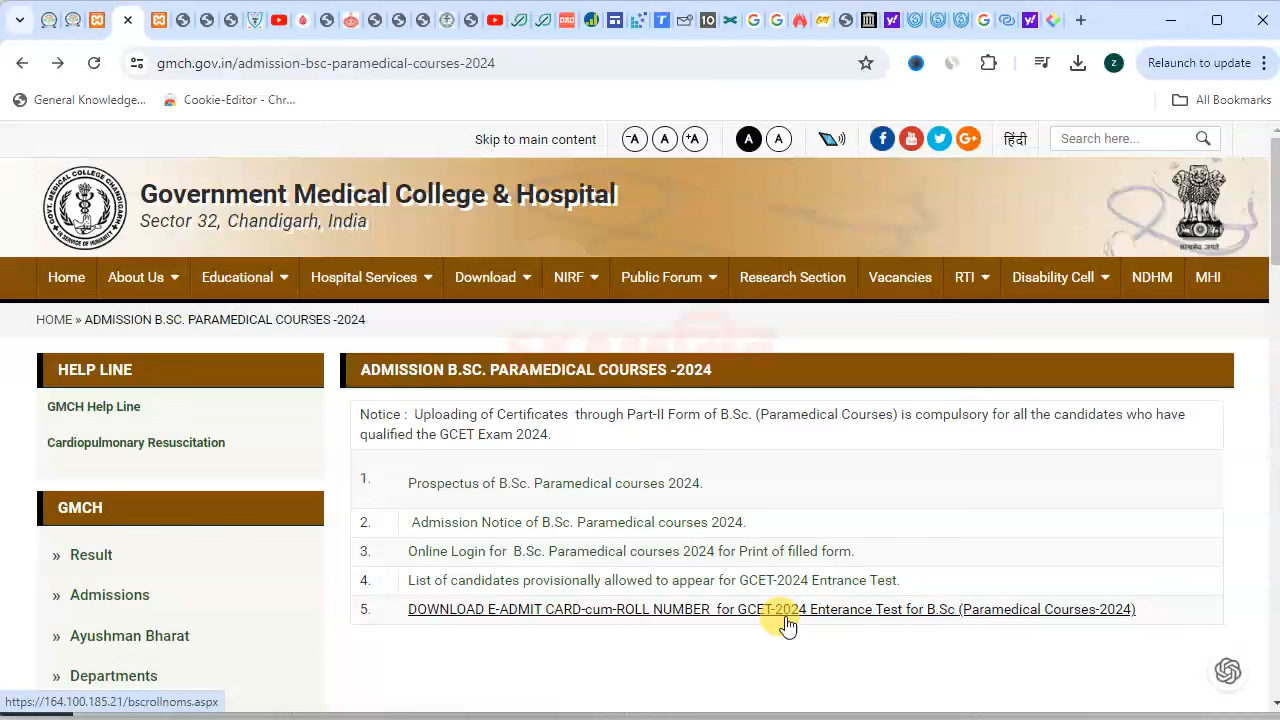 gmch.gov.in/admission-bsc-paramedical-courses-2024
Relaunch to update
General Knowledge...
Cookie-Editor - Chr...
All Bookmarks
Skip to main content
-A
A
+A
A
A
हिंदी
Search here...
Government Medical College & Hospital
Sector 32, Chandigarh, India
सत्यमेव जयते
Home
About Us
Educational
Hospital Services
Download
NIRF
Public Forum
Research Section
Vacancies
RTI
Disability Cell
NDHM
MHI
HOME » ADMISSION B.SC. PARAMEDICAL COURSES -2024
HELP LINE
GMCH Help Line
Cardiopulmonary Resuscitation
GMCH
» Result
» Admissions
» Ayushman Bharat
» Departments
ADMISSION B.SC. PARAMEDICAL COURSES -2024
Notice : Uploading of Certificates through Part-II Form of B.Sc. (Paramedical Courses) is compulsory for all the candidates who have
qualified the GCET Exam 2024.
1. Prospectus of B.Sc. Paramedical courses 2024.
2. Admission Notice of B.Sc. Paramedical courses 2024.
3. Online Login for B.Sc. Paramedical courses 2024 for Print of filled form.
4. List of candidates provisionally allowed to appear for GCET-2024 Entrance Test.
5. DOWNLOAD E-ADMIT CARD-cum-ROLL NUMBER for GCET-2024 Enterance Test for B.Sc (Paramedical Courses-2024)
https://164.100.185.21/bscrollnoms.aspx